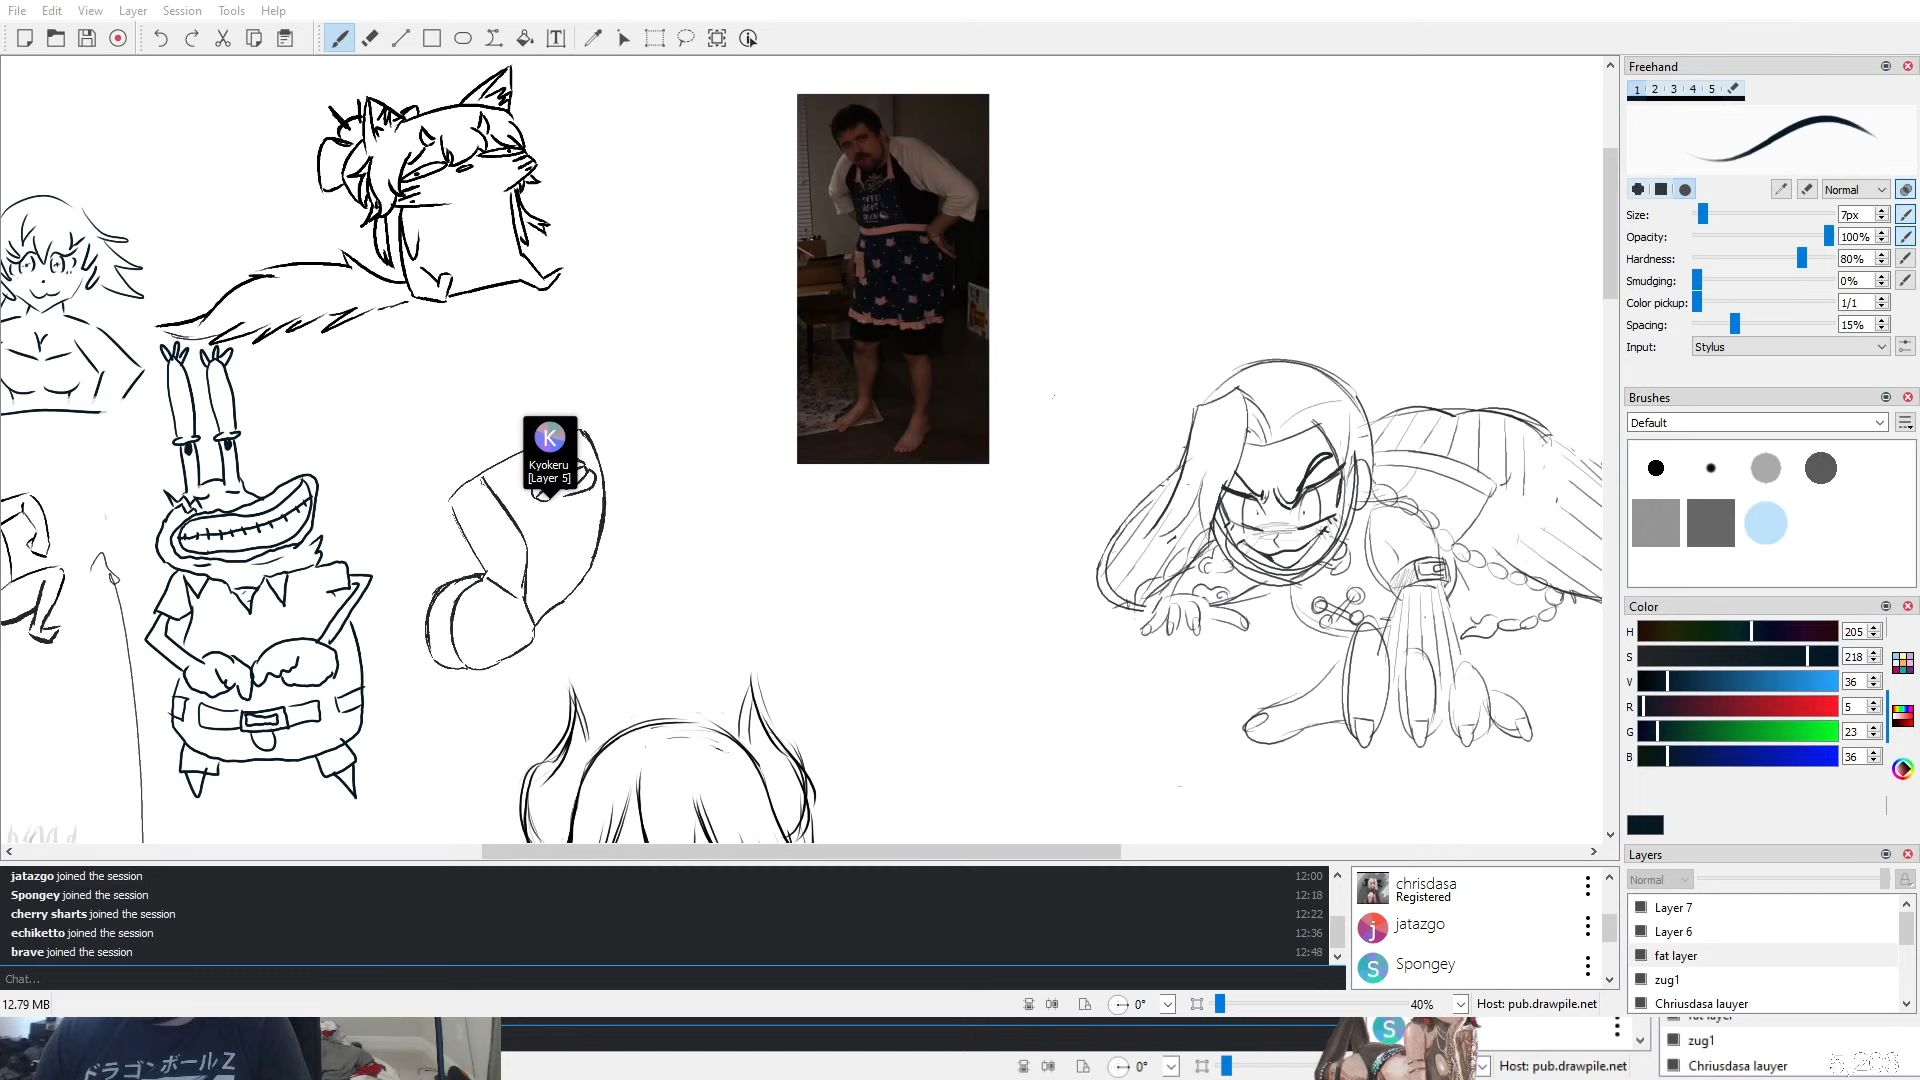 File Edit View Layer Session Tools Help
Freehand
1 2 3 4 5
Normal
Size: 7px
Opacity: 100%
Hardness: 80%
Smudging: 0%
Color pickup: 1/1
Spacing: 15%
Input: Stylus
Brushes
Default
Color
H 205
S 218
V 36
R 5
G 23
B 36
K
Kyokeru
[Layer 5]
Layers
Normal
Layer 7
Layer 6
fat layer
zug1
Chriusdasa lauyer
jatazgo joined the session 12:00
Spongey joined the session 12:18
cherry sharts joined the session 12:22
echiketto joined the session 12:36
brave joined the session 12:48
Chat...
chrisdasa
Registered
j jatazgo
S Spongey
12.79 MB
0°
40%
Host: pub.drawpile.net
ドラゴンボールZ
S
fat layer
zug1
Chriusdasa lauyer
0°
Host: pub.drawpile.net
5,208